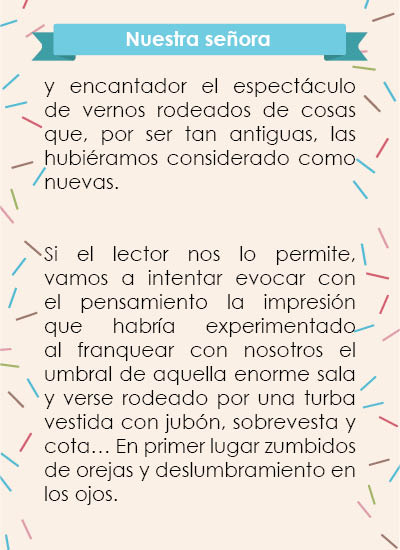 Nuestra señora
y encantador el espectáculo
de vernos rodeados de cosas
que, por ser tan antiguas, las
hubiéramos considerado como
nuevas.
Si el lector nos lo permite,
vamos a intentar evocar con
el pensamiento la impresión
que habría experimentado
al franquear con nosotros el
umbral de aquella enorme sala
y verse rodeado por una turba
vestida con jubón, sobrevesta y
cota... En primer lugar zumbidos
de orejas y deslumbramiento en
los ojos.